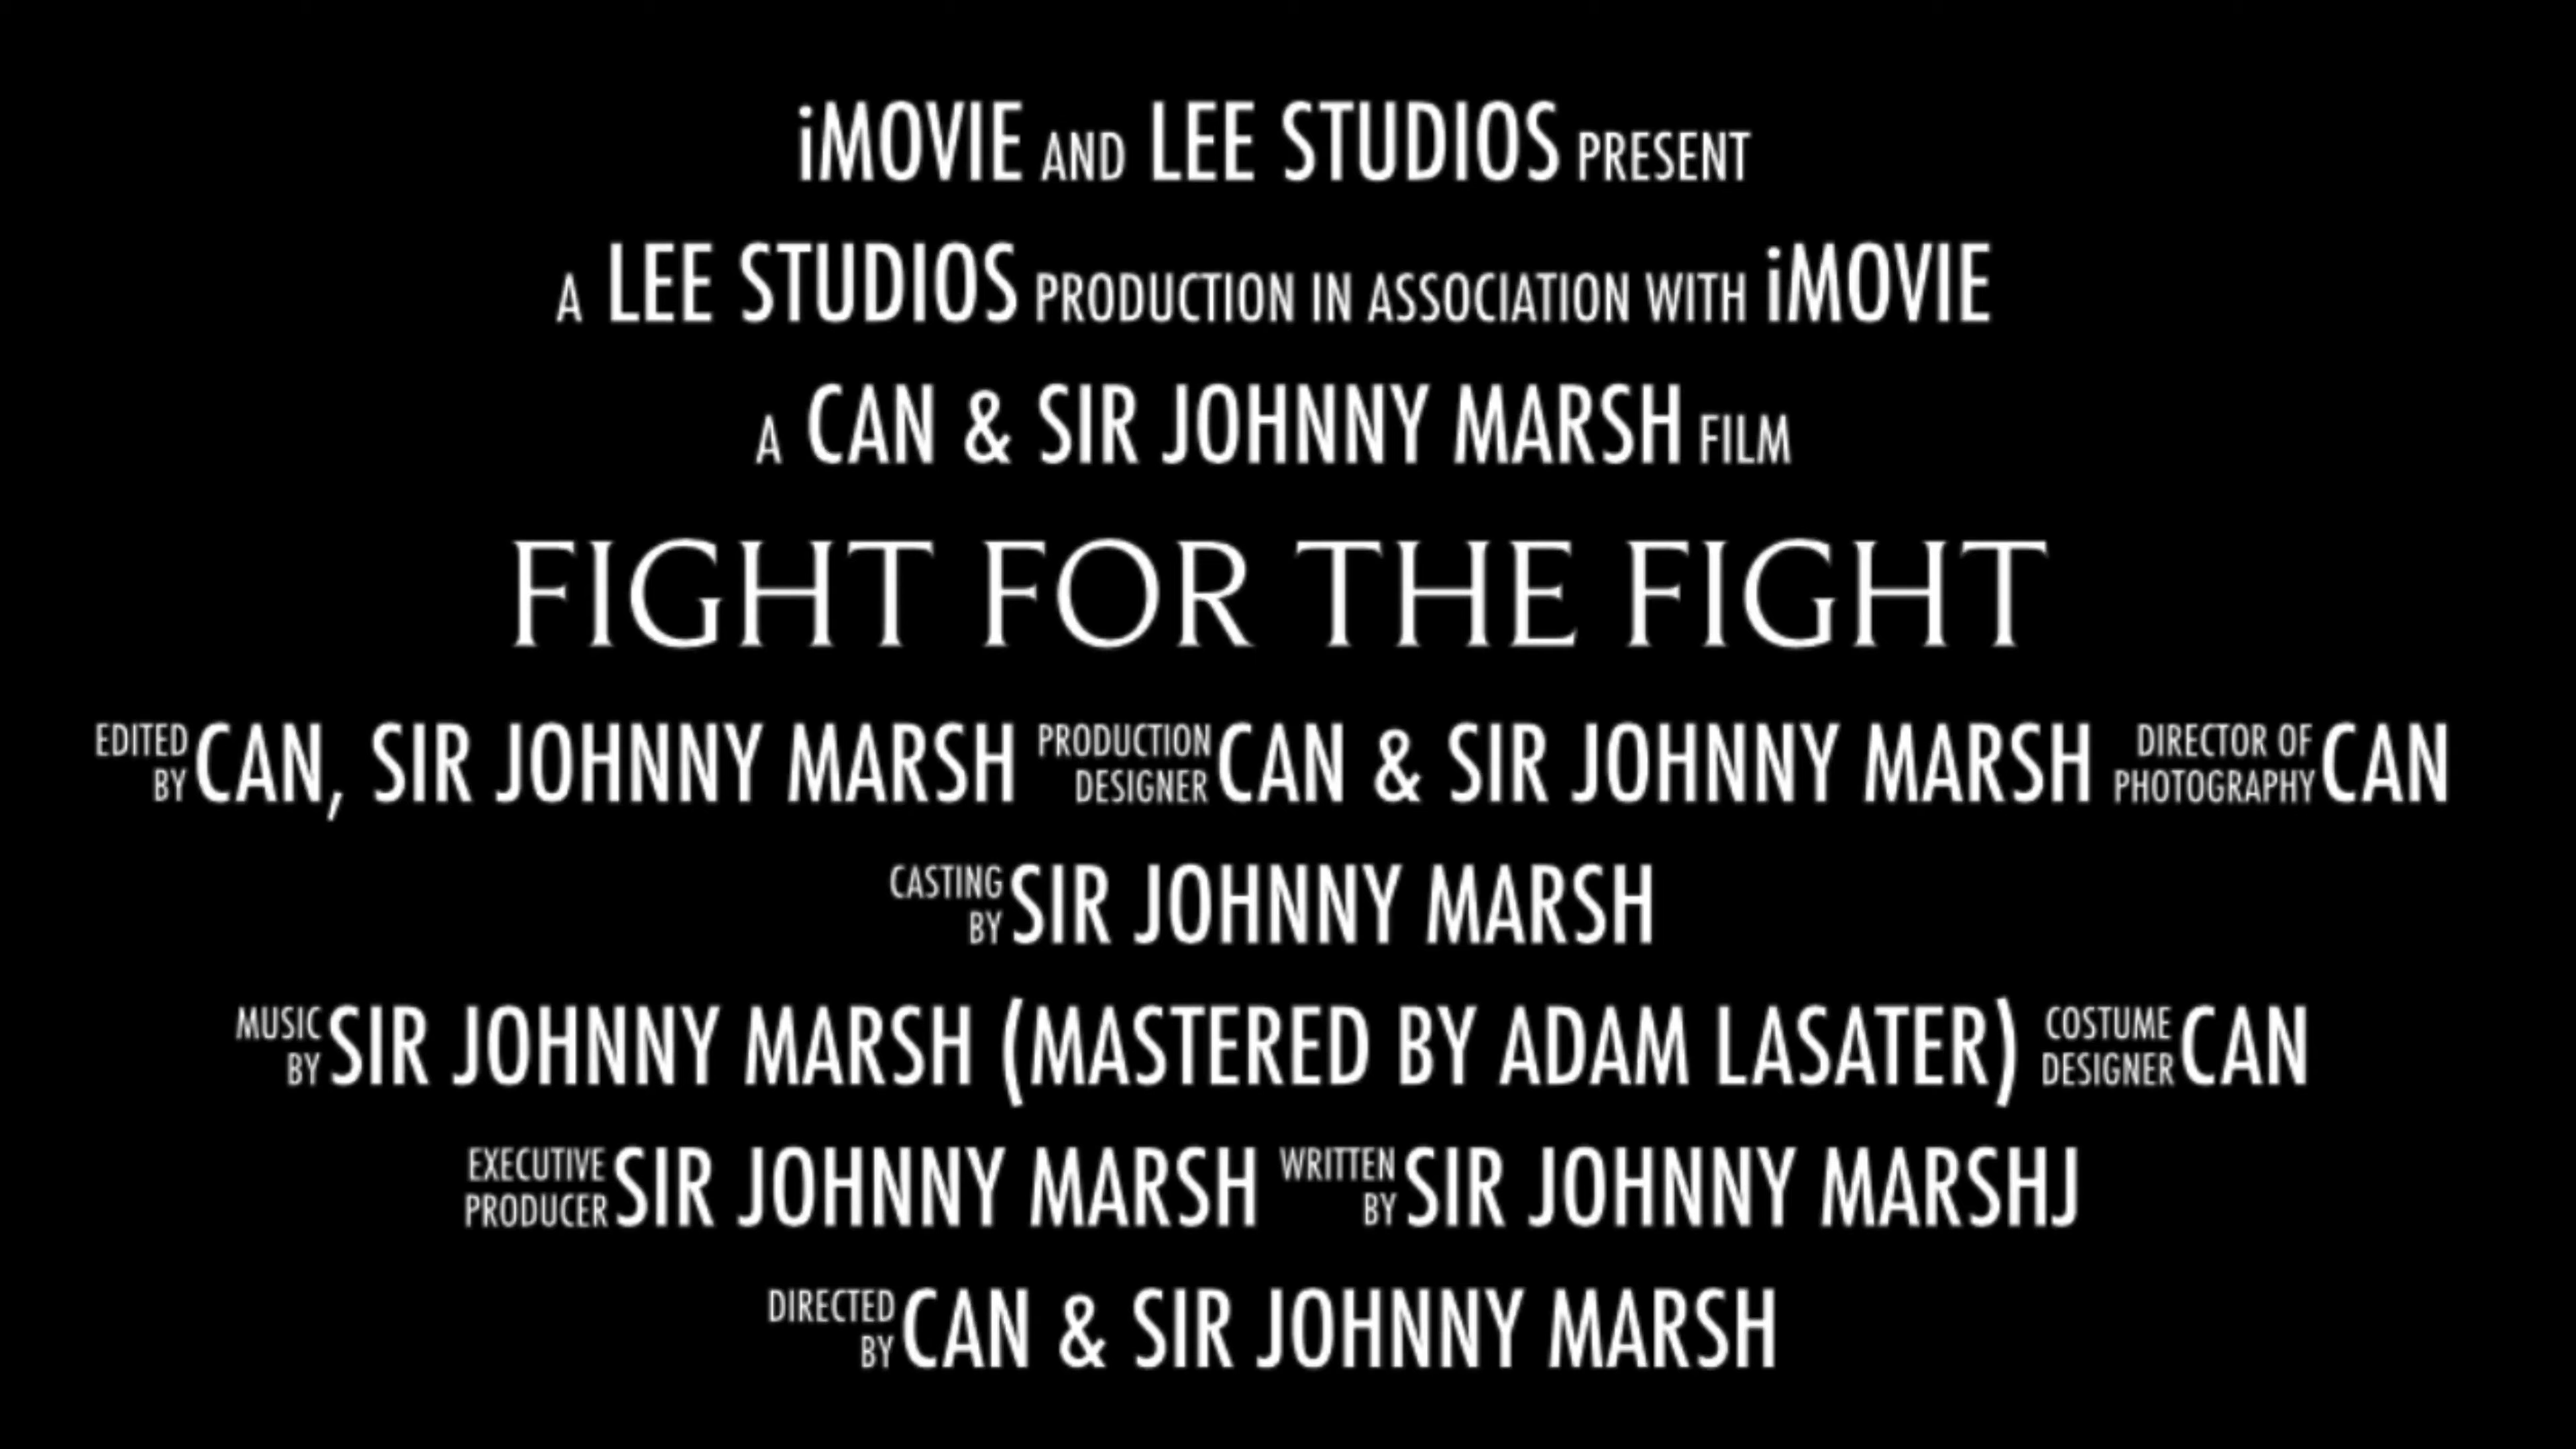 iMOVIE AND LEE STUDIOS PRESENT
A LEE STUDIOS PRODUCTION IN ASSOCIATION WITH iMOVIE
A CAN & SIR JOHNNY MARSH FILM
FIGHT FOR THE FIGHT
EDITED BY CAN, SIR JOHNNY MARSH PRODUCTION DESIGNER CAN & SIR JOHNNY MARSH DIRECTOR OF PHOTOGRAPHY CAN
CASTING BY SIR JOHNNY MARSH
MUSIC BY SIR JOHNNY MARSH (MASTERED BY ADAM LASATER) COSTUME DESIGNER CAN
EXECUTIVE PRODUCER SIR JOHNNY MARSH WRITTEN BY SIR JOHNNY MARSHJ
DIRECTED BY CAN & SIR JOHNNY MARSH